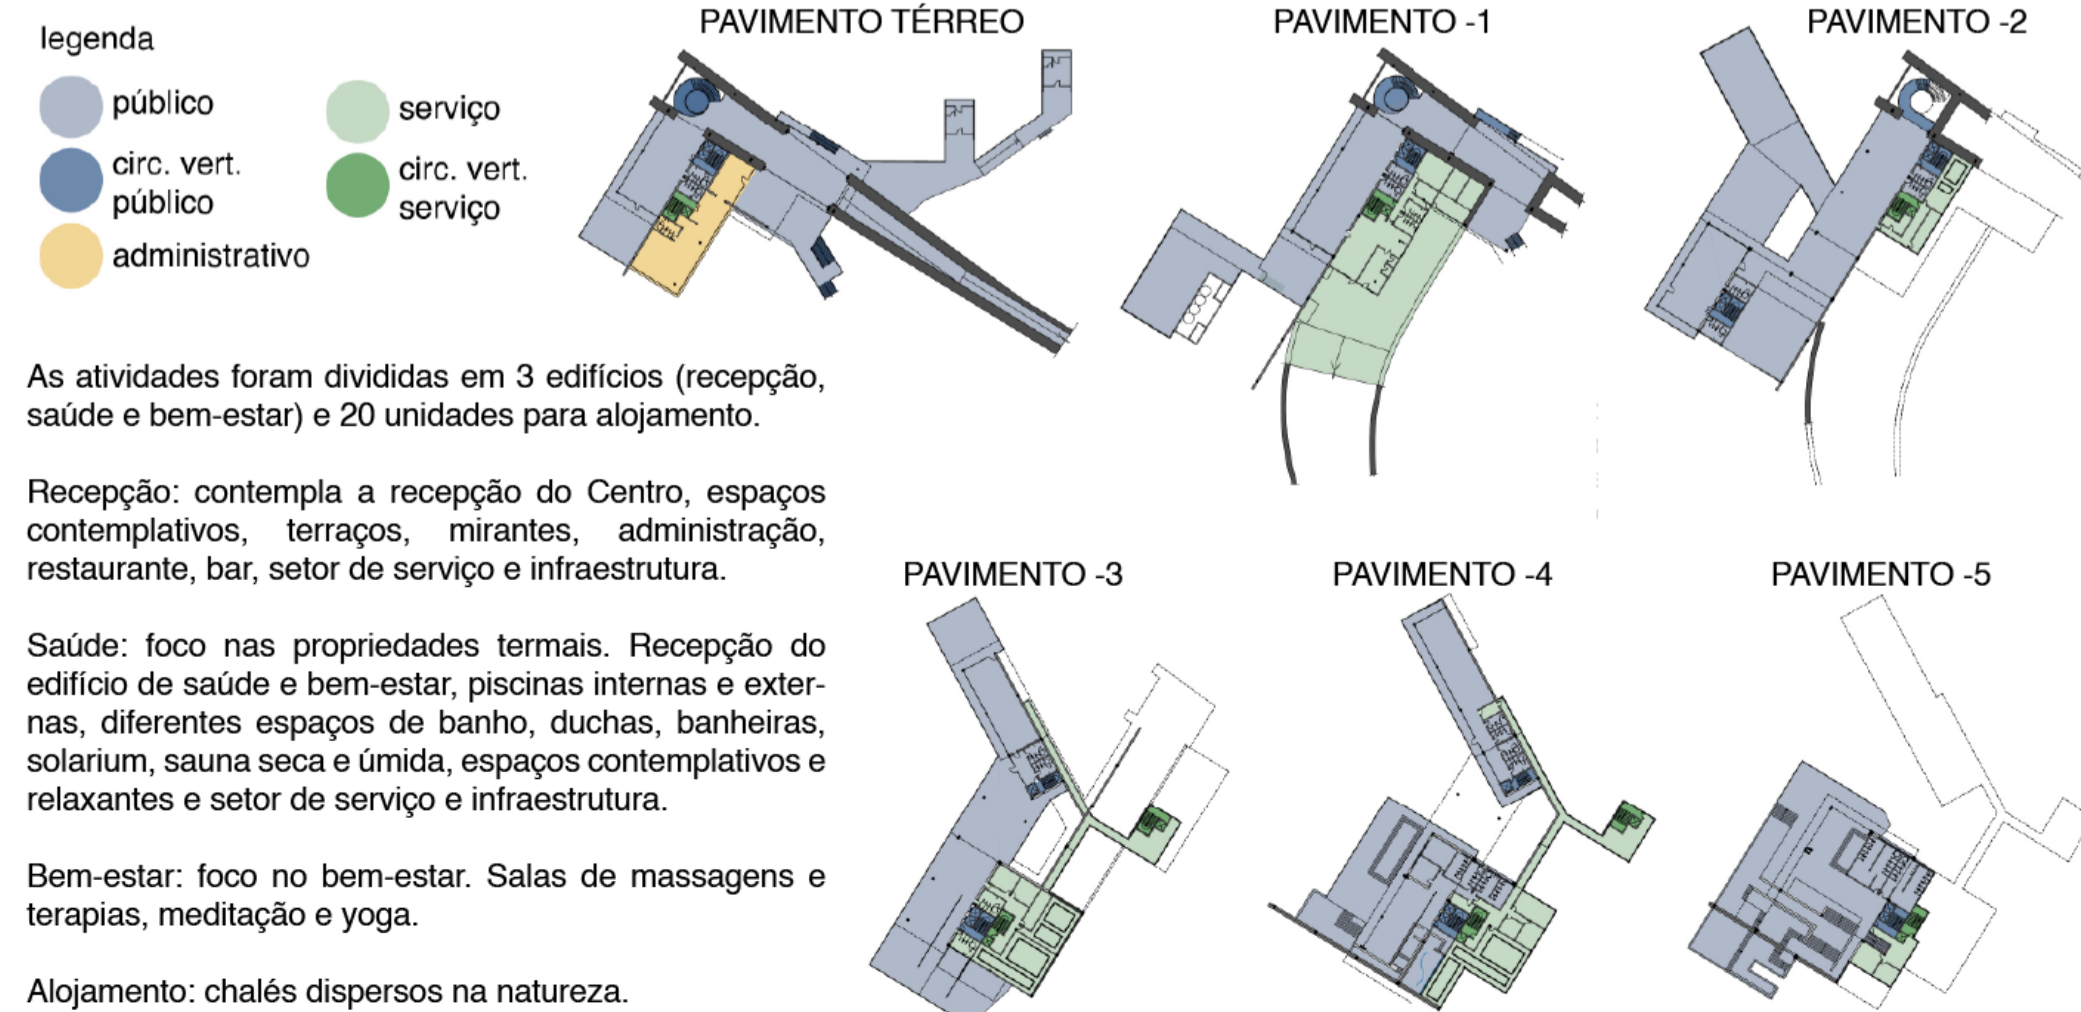 legenda
público
circ. vert.
público
administrativo
serviço
circ. vert.
serviço
PAVIMENTO TÉRREO
PAVIMENTO -1
PAVIMENTO -2
As atividades foram divididas em 3 edifícios (recepção,
saúde e bem-estar) e 20 unidades para alojamento.
Recepção: contempla a recepção do Centro, espaços
contemplativos, terraços, mirantes, administração,
restaurante, bar, setor de serviço e infraestrutura.
Saúde: foco nas propriedades termais. Recepção do
edifício de saúde e bem-estar, piscinas internas e exter-
nas, diferentes espaços de banho, duchas, banheiras,
solarium, sauna seca e úmida, espaços contemplativos e
relaxantes e setor de serviço e infraestrutura.
Bem-estar: foco no bem-estar. Salas de massagens e
terapias, meditação e yoga.
Alojamento: chalés dispersos na natureza.
PAVIMENTO -3
PAVIMENTO -4
PAVIMENTO -5